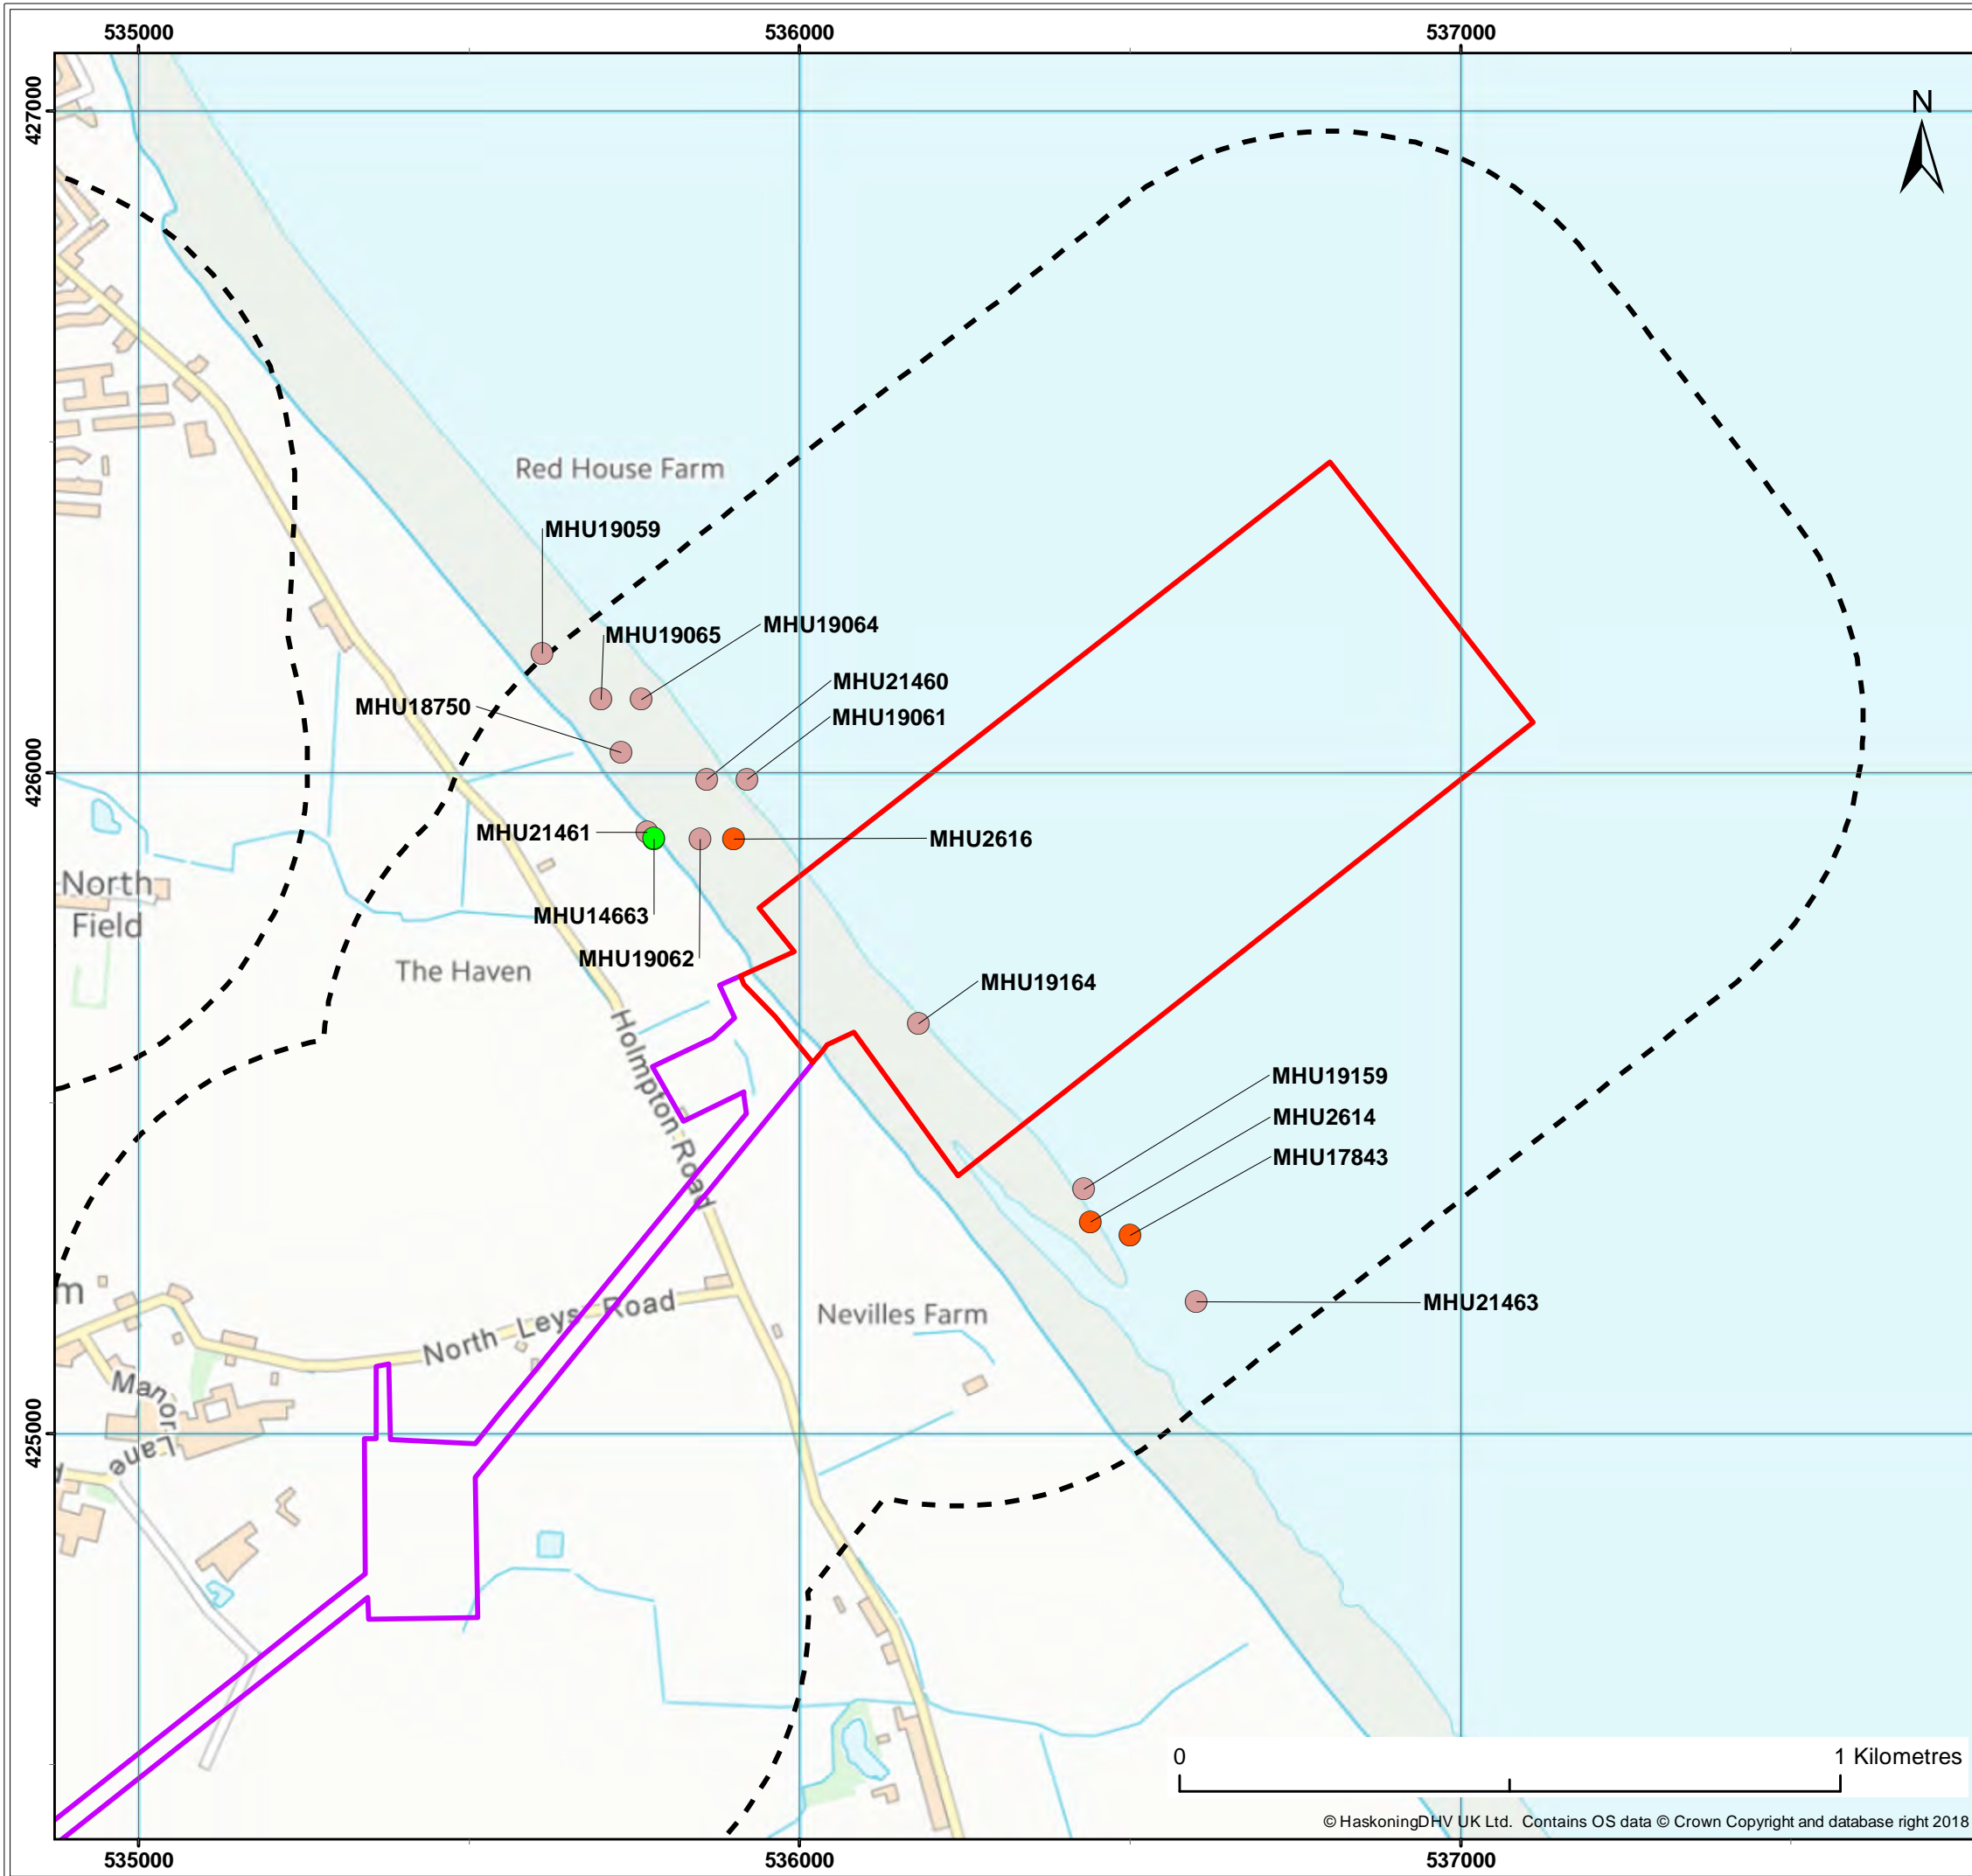 535000
536000
537000
427000
N
Red House Farm
MHU19059
MHU19064
MHU19065
MHU21460
MHU18750
MHU19061
426000
MHU21461
MHU2616
North
Field
MHU14663
MHU19062
The Haven
MHU19164
Holmpton Road
MHU19159
MHU2614
MHU17843
m
North Leys Road
Nevilles Farm
MHU21463
Manor
Lane
425000
0
1 Kilometres
© HaskoningDHV UK Ltd. Contains OS data © Crown Copyright and database right 2018
535000
536000
537000